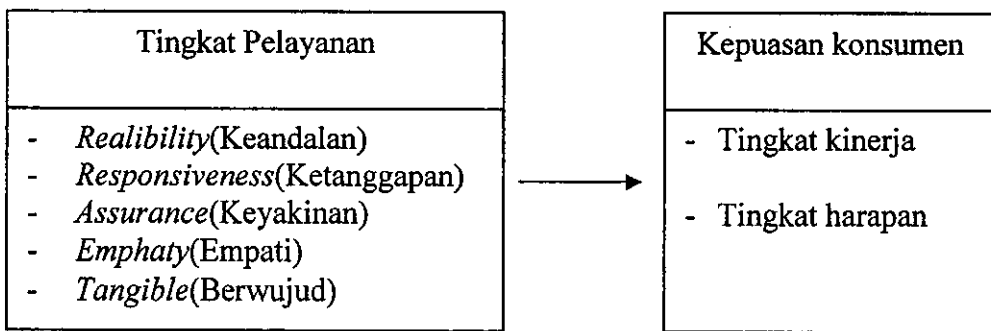 Tingkat Pelayanan
- Realibility(Keandalan)
- Responsiveness(Ketanggapan)
- Assurance(Keyakinan)
- Emphaty(Empati)
- Tangible(Berwujud)
Kepuasan konsumen
- Tingkat kinerja
- Tingkat harapan